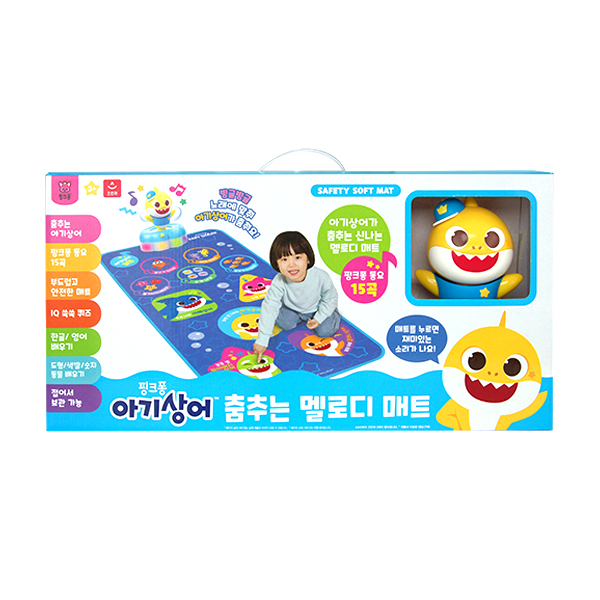 핑크퐁
SAFETY SOFT MAT
빙글빙글
노래에 맞춰
아기상어가 춤춰요!
아기상어가
춤추는 신나는
멜로디 매트
핑크퐁 동요
15곡
춤추는
아기상어
핑크퐁 동요
15곡
부드럽고
안전한 매트
IQ 쑥쑥 퀴즈
한글/ 영어
배우기
도형/색깔/숫자
동물 배우기
접어서
보관 가능
매트를 누르면
재미있는
소리가 나요!
핑크퐁
아기상어™ 춤추는 멜로디 매트